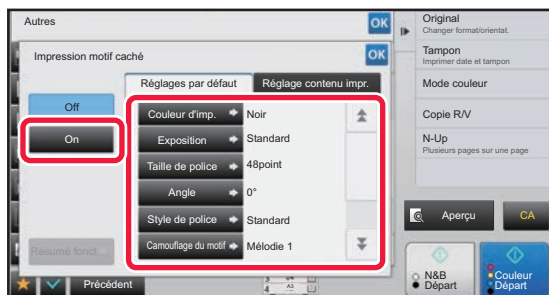 Autres
OK
Impression motif caché
OK
Réglages par défaut
Réglage contenu impr.
Off
On
Couleur d'imp.
Noir
Exposition
Standard
Taille de police
48point
Angle
0°
Style de police
Standard
Camouflage du motif
Mélodie 1
Résumé fonct.
Précédent
Original
Changer format/orientat.
Tampon
Imprimer date et tampon
Mode couleur
Copie R/V
N-Up
Plusieurs pages sur une page
Aperçu
CA
N&B
Départ
Couleur
Départ